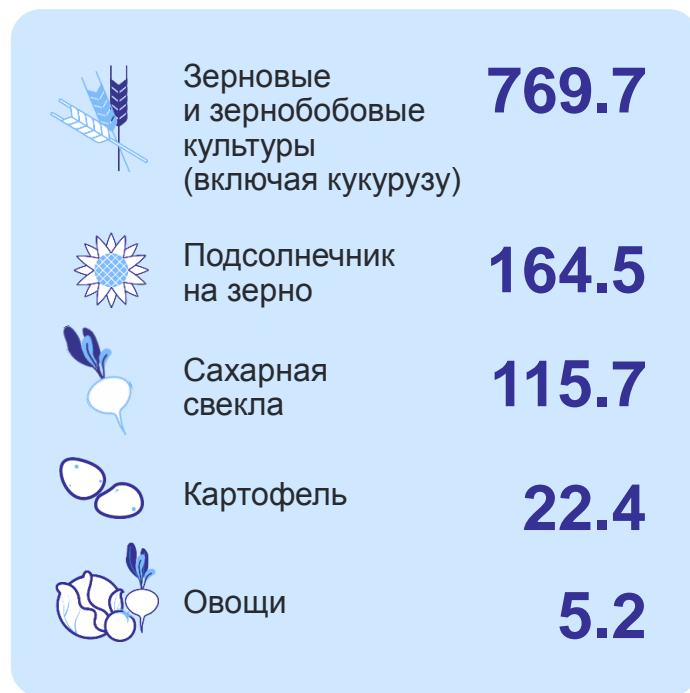 Зерновые
и зернобобовые
культуры
(включая кукурузу)
769.7
Подсолнечник
на зерно
164.5
Сахарная
свекла
115.7
Картофель
22.4
Овощи
5.2